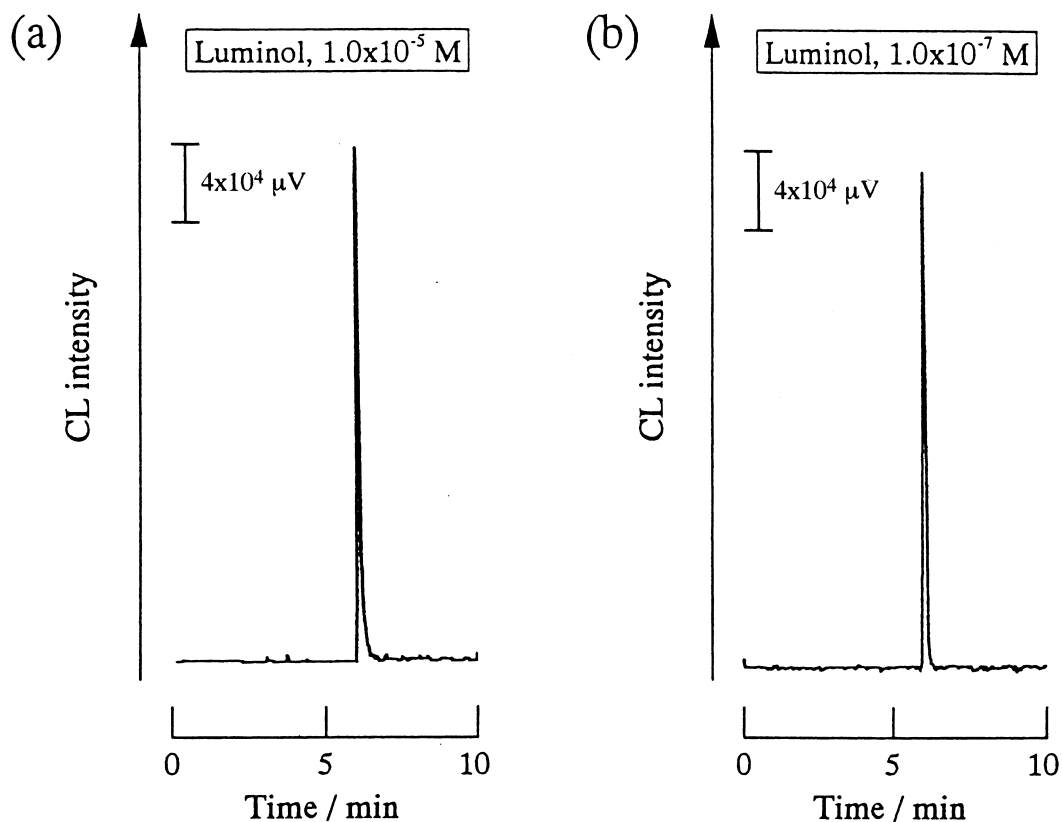 (a)
Luminol, 1.0x10⁻⁵ M
4x10⁴ μV
CL intensity
0 5 10
Time / min
(b)
Luminol, 1.0x10⁻⁷ M
4x10⁴ μV
CL intensity
0 5 10
Time / min